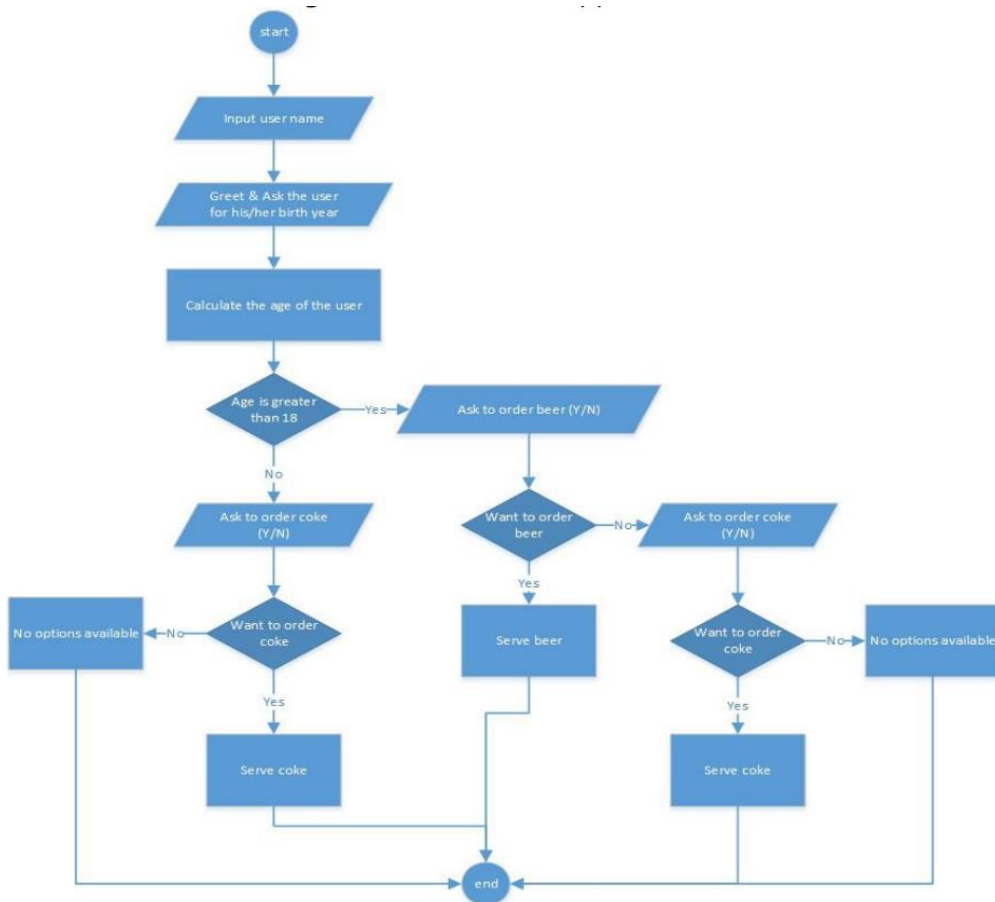 start
Input user name
Greet & Ask the user
for his/her birth year
Calculate the age of the user
Age is greater
than 18
Yes
Ask to order beer (Y/N)
No
Ask to order coke
(Y/N)
Want to order
beer
No
Ask to order coke
(Y/N)
Yes
No options available
No
Want to order
coke
Serve beer
Want to order
coke
No
No options available
Yes
Yes
Serve coke
Serve coke
end